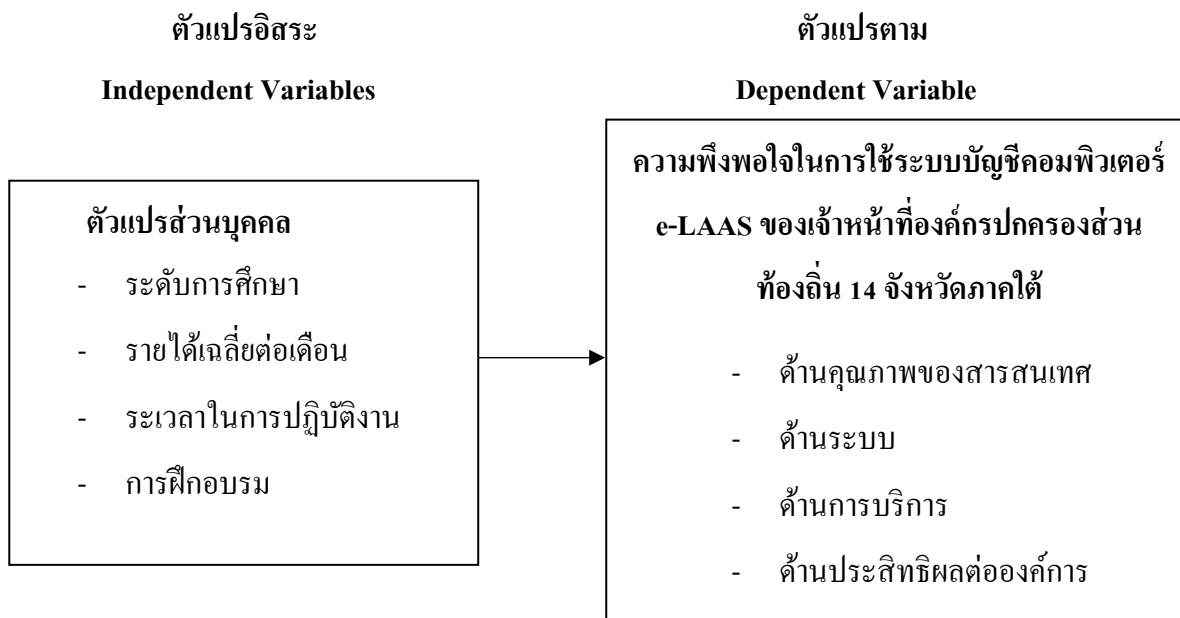 ตัวแปรอิสระ
Independent Variables
ตัวแปรส่วนบุคคล
- ระดับการศึกษา
- รายได้เฉลี่ยต่อเดือน
- ระเวลาในการปฏิบัติงาน
- การฝึกอบรม
ตัวแปรตาม
Dependent Variable
ความพึงพอใจในการใช้ระบบบัญชีคอมพิวเตอร์
e-LAAS ของเจ้าหน้าที่องค์กรปกครองส่วน
ท้องถิ่น 14 จังหวัดภาคใต้
- ด้านคุณภาพของสารสนเทศ
- ด้านระบบ
- ด้านการบริการ
- ด้านประสิทธิผลต่อองค์การ